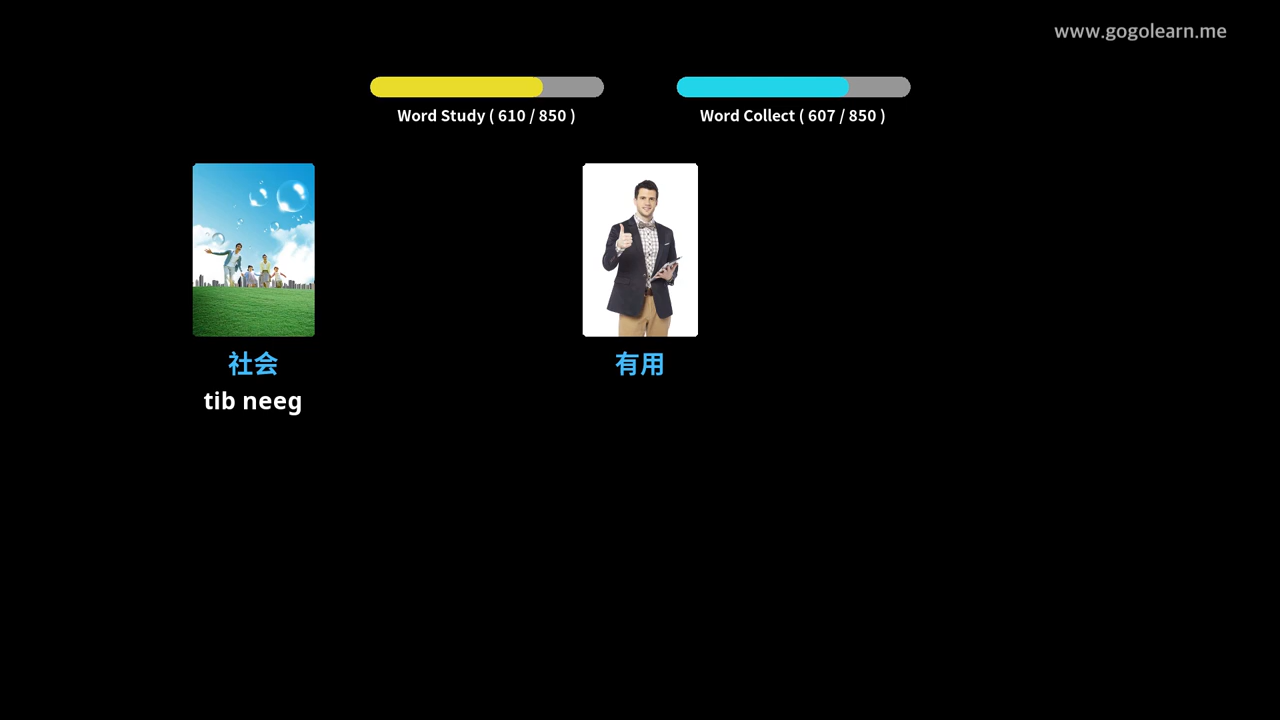 www.gogolearn.me
Word Study ( 610 / 850 )
Word Collect ( 607 / 850 )
社会
tib neeg
有用